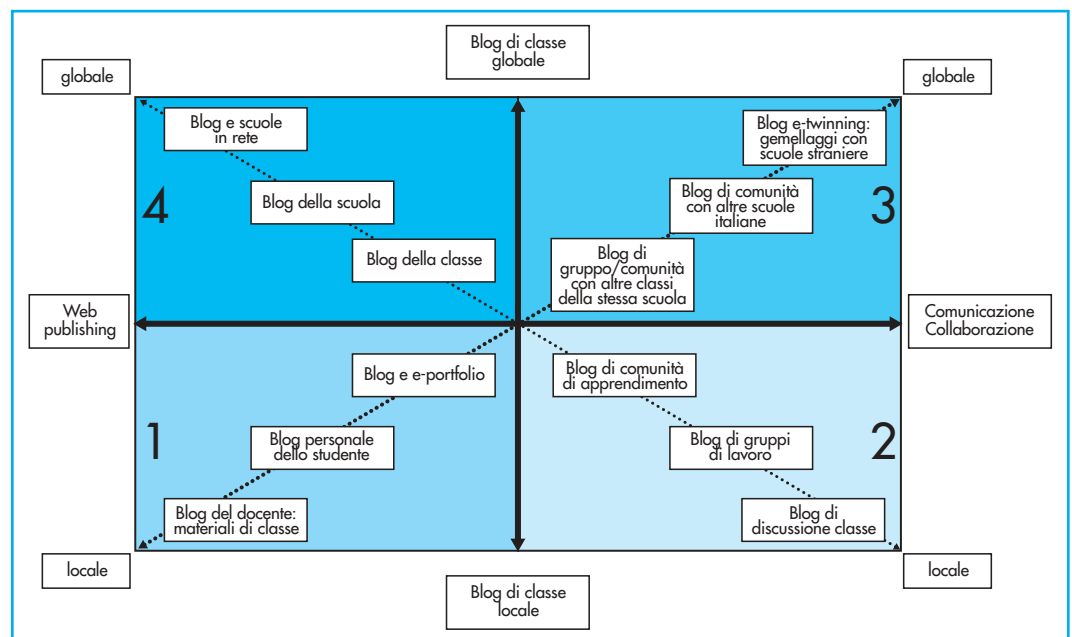 Blog di classe
globale
globale
globale
Blog e scuole
in rete
Blog e-twinning:
gemellaggi con
scuole straniere
4
Blog della scuola
Blog di comunità
con altre scuole
italiane
3
Blog della classe
Blog di
gruppo/comunità
con altre classi
della stessa scuola
Web
publishing
Comunicazione
Collaborazione
Blog e e-portfolio
Blog di comunità
di apprendimento
1
Blog personale
dello studente
Blog di gruppi
di lavoro
2
Blog del docente:
materiali di classe
Blog di
discussione classe
locale
Blog di classe
locale
locale